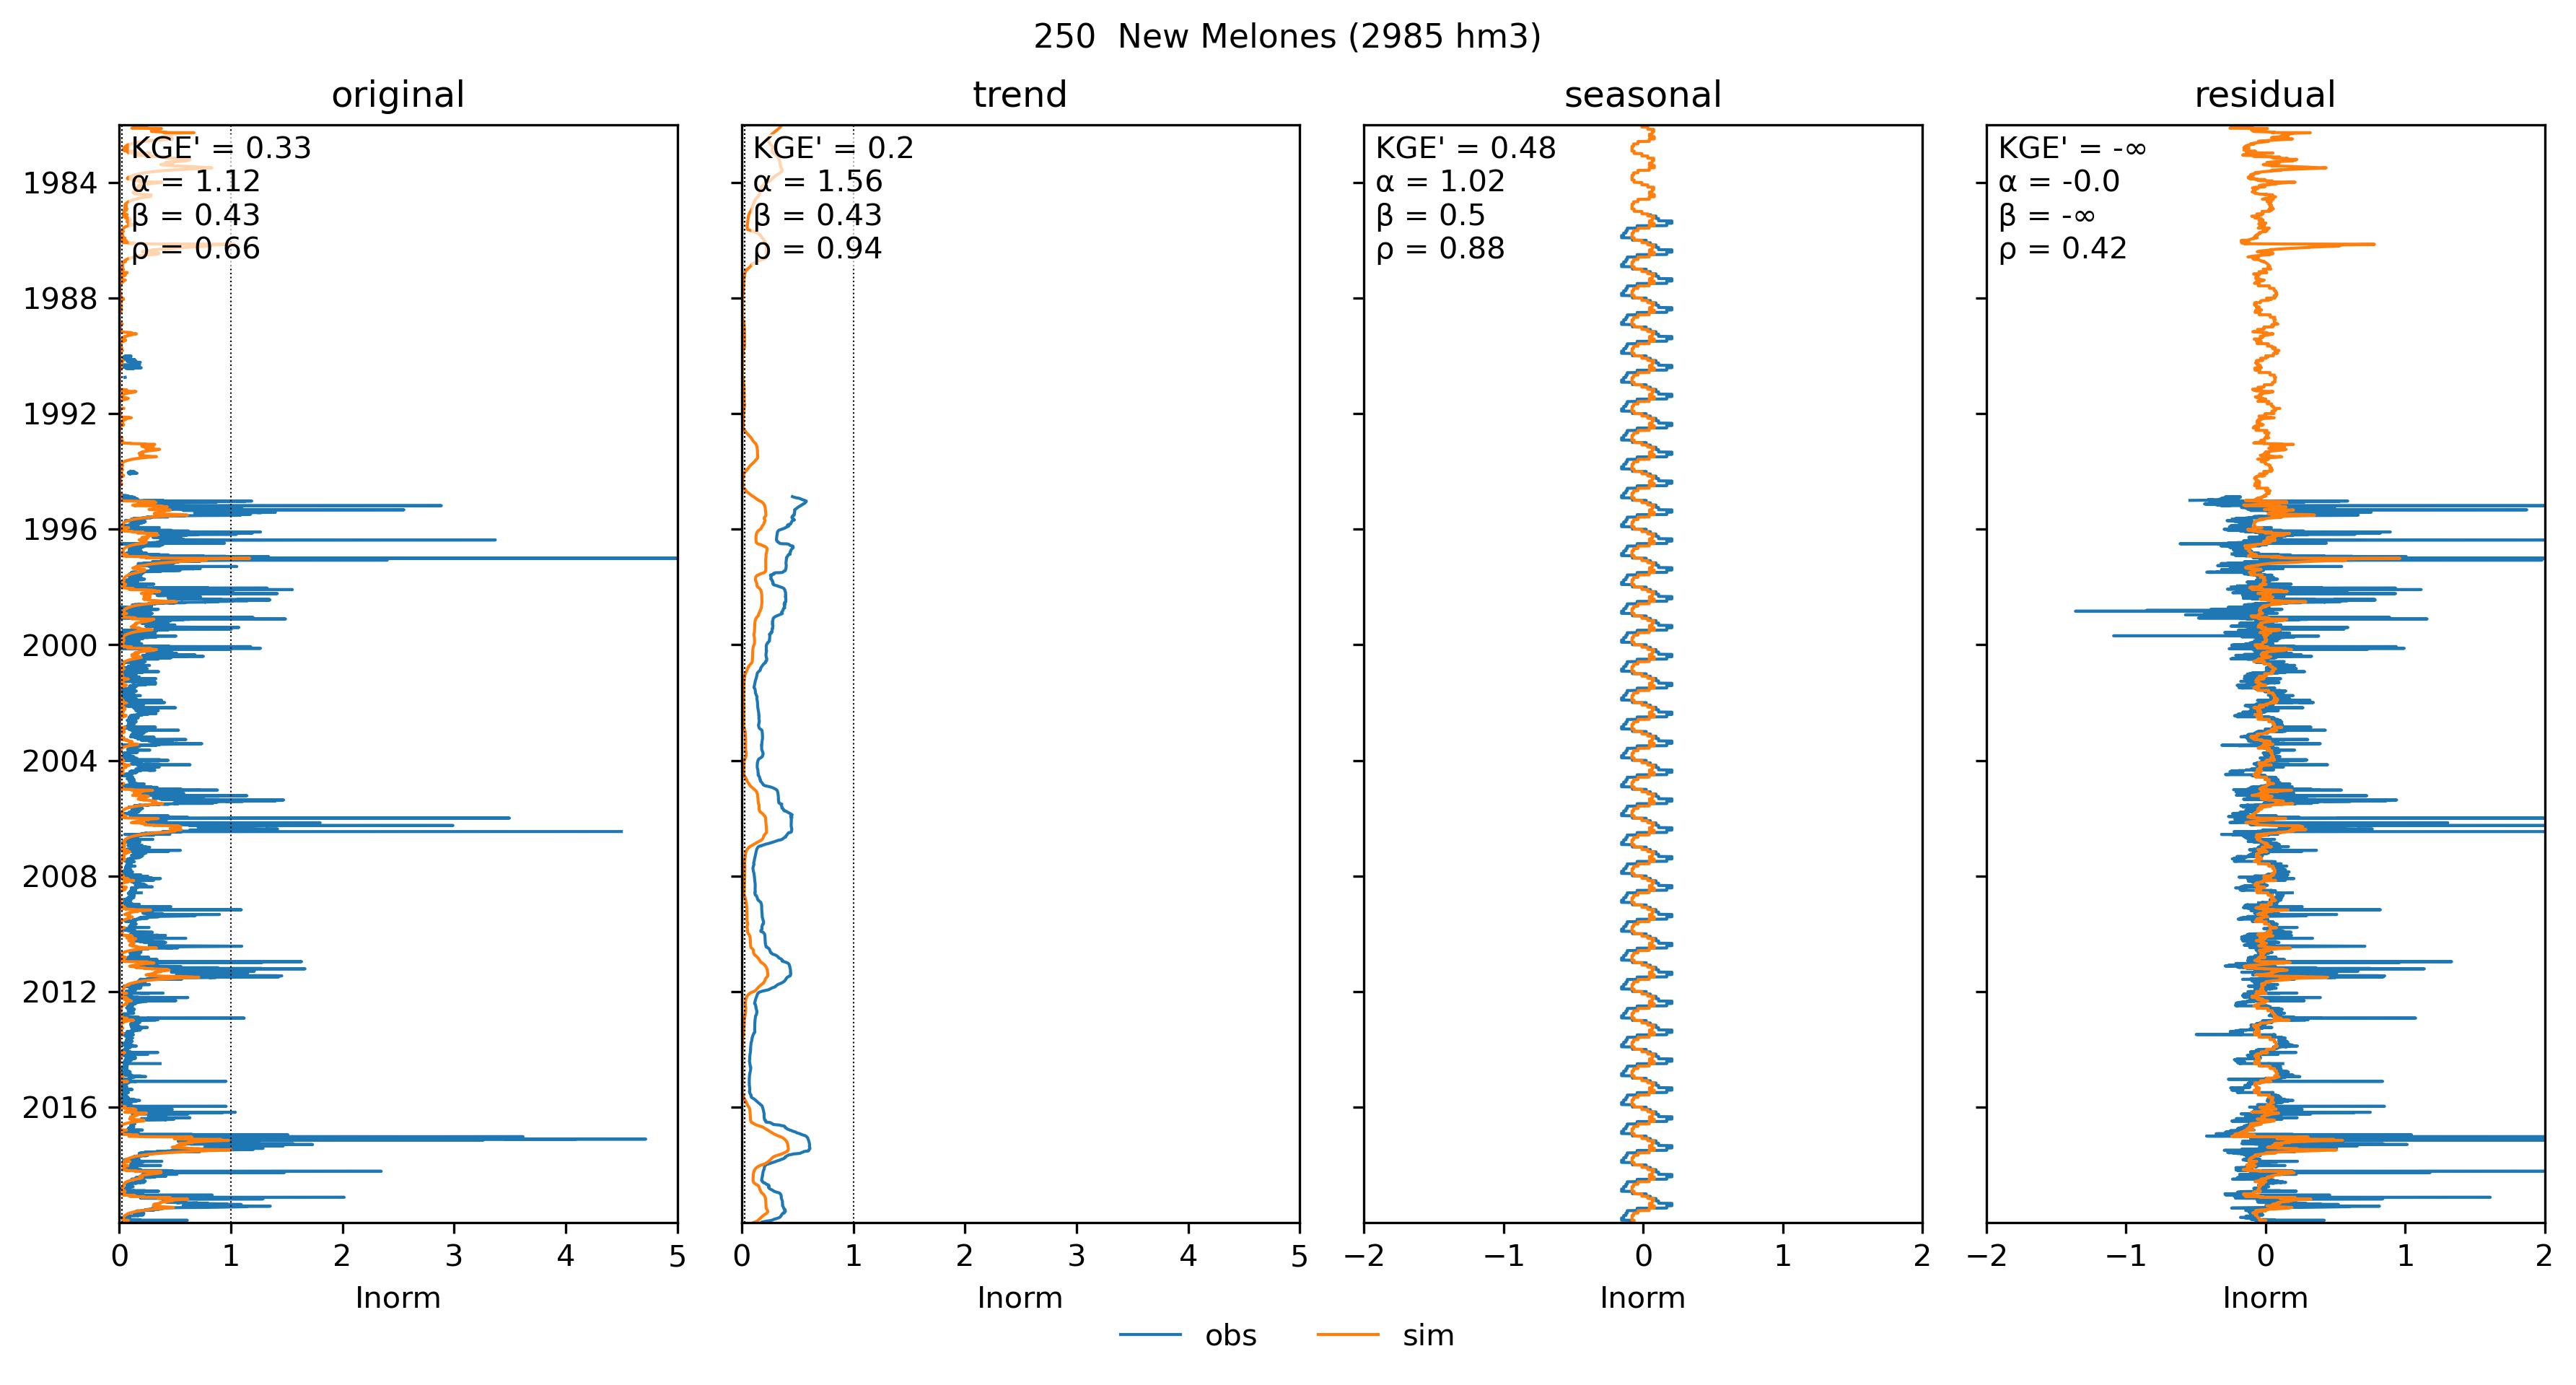 250  New Melones (2985 hm3)
original
trend
seasonal
residual
KGE' = 0.33
α = 1.12
β = 0.43
ρ = 0.66
KGE' = 0.2
α = 1.56
β = 0.43
ρ = 0.94
KGE' = 0.48
α = 1.02
β = 0.5
ρ = 0.88
KGE' = -∞
α = -0.0
β = -∞
ρ = 0.42
1984
1988
1992
1996
2000
2004
2008
2012
2016
0 1 2 3 4 5
0 1 2 3 4 5
−2 −1 0 1 2
−2 −1 0 1 2
Inorm
Inorm
Inorm
Inorm
obs
sim